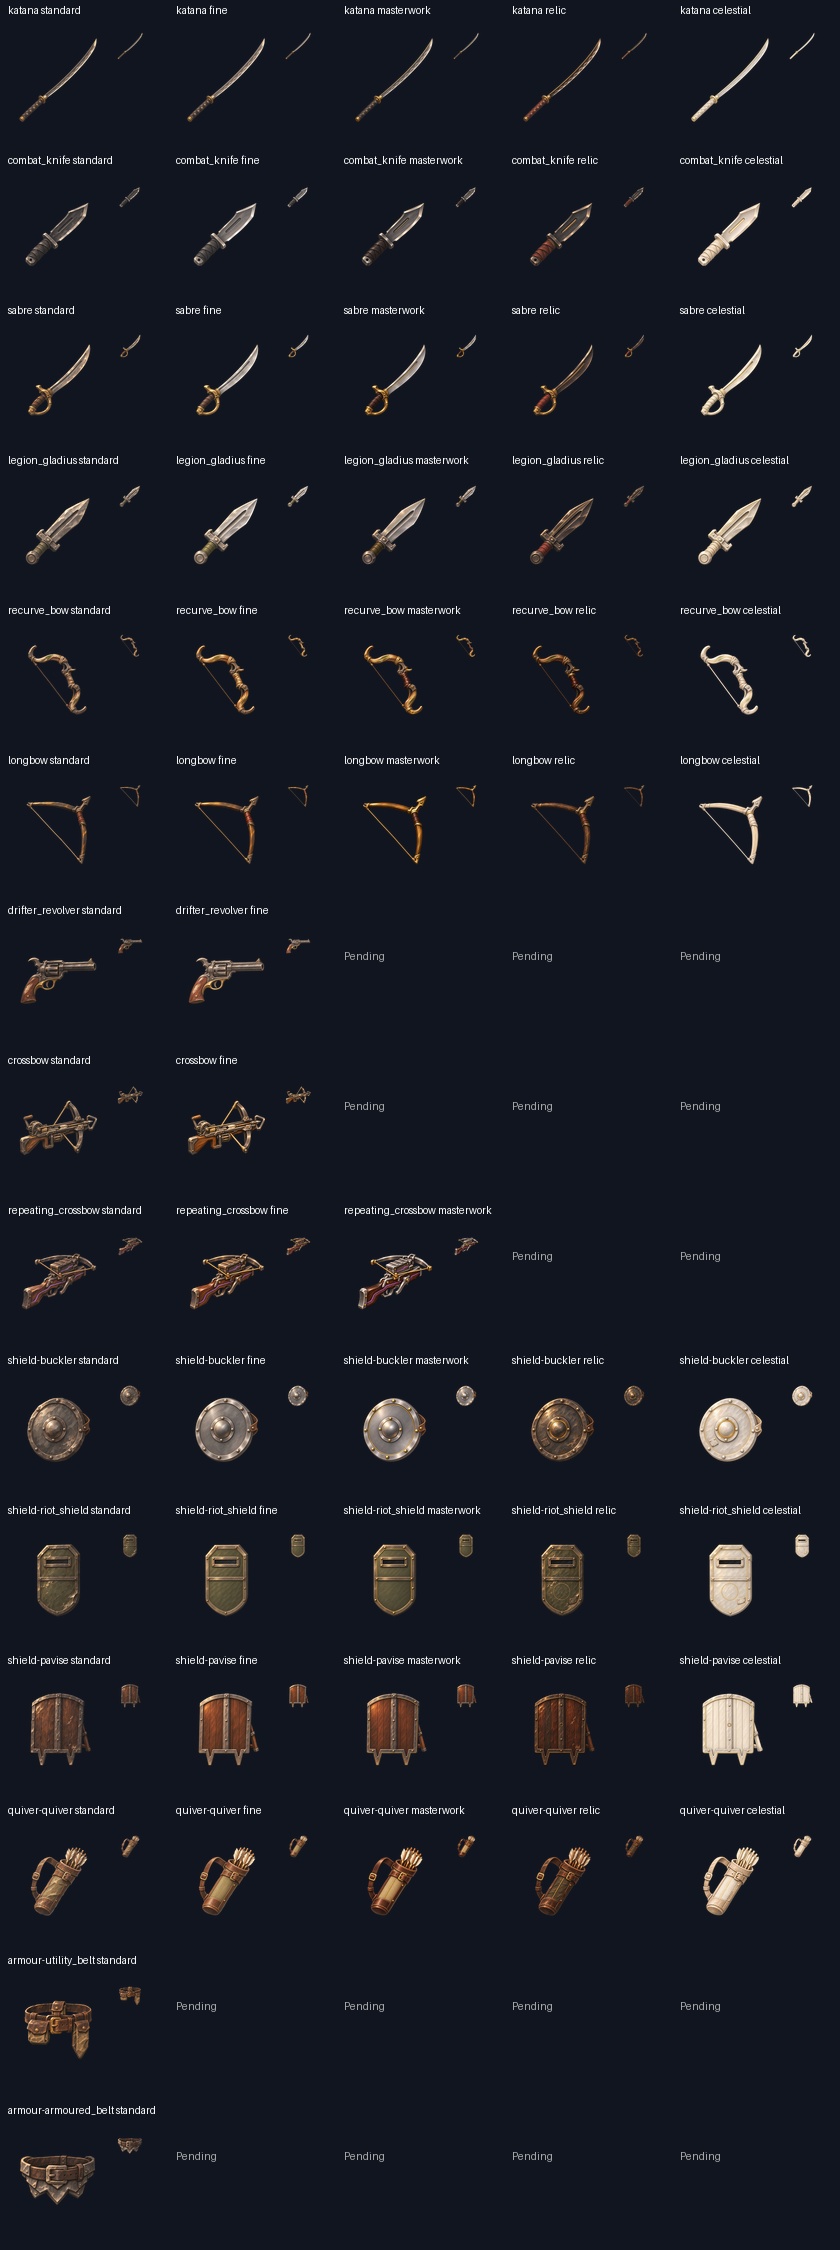 katana standard katana fine katana masterwork katana relic katana celestial
combat_knife standard combat_knife fine combat_knife masterwork combat_knife relic combat_knife celestial
sabre standard sabre fine sabre masterwork sabre relic sabre celestial
legion_gladius standard legion_gladius fine legion_gladius masterwork legion_gladius relic legion_gladius celestial
recurve_bow standard recurve_bow fine recurve_bow masterwork recurve_bow relic recurve_bow celestial
longbow standard longbow fine longbow masterwork longbow relic longbow celestial
drifter_revolver standard drifter_revolver fine
Pending Pending Pending
crossbow standard crossbow fine
Pending Pending Pending
repeating_crossbow standard repeating_crossbow fine repeating_crossbow masterwork
Pending Pending
shield-buckler standard shield-buckler fine shield-buckler masterwork shield-buckler relic shield-buckler celestial
shield-riot_shield standard shield-riot_shield fine shield-riot_shield masterwork shield-riot_shield relic shield-riot_shield celestial
shield-pavise standard shield-pavise fine shield-pavise masterwork shield-pavise relic shield-pavise celestial
quiver-quiver standard quiver-quiver fine quiver-quiver masterwork quiver-quiver relic quiver-quiver celestial
armour-utility_belt standard
Pending Pending Pending Pending
armour-armoured_belt standard
Pending Pending Pending Pending